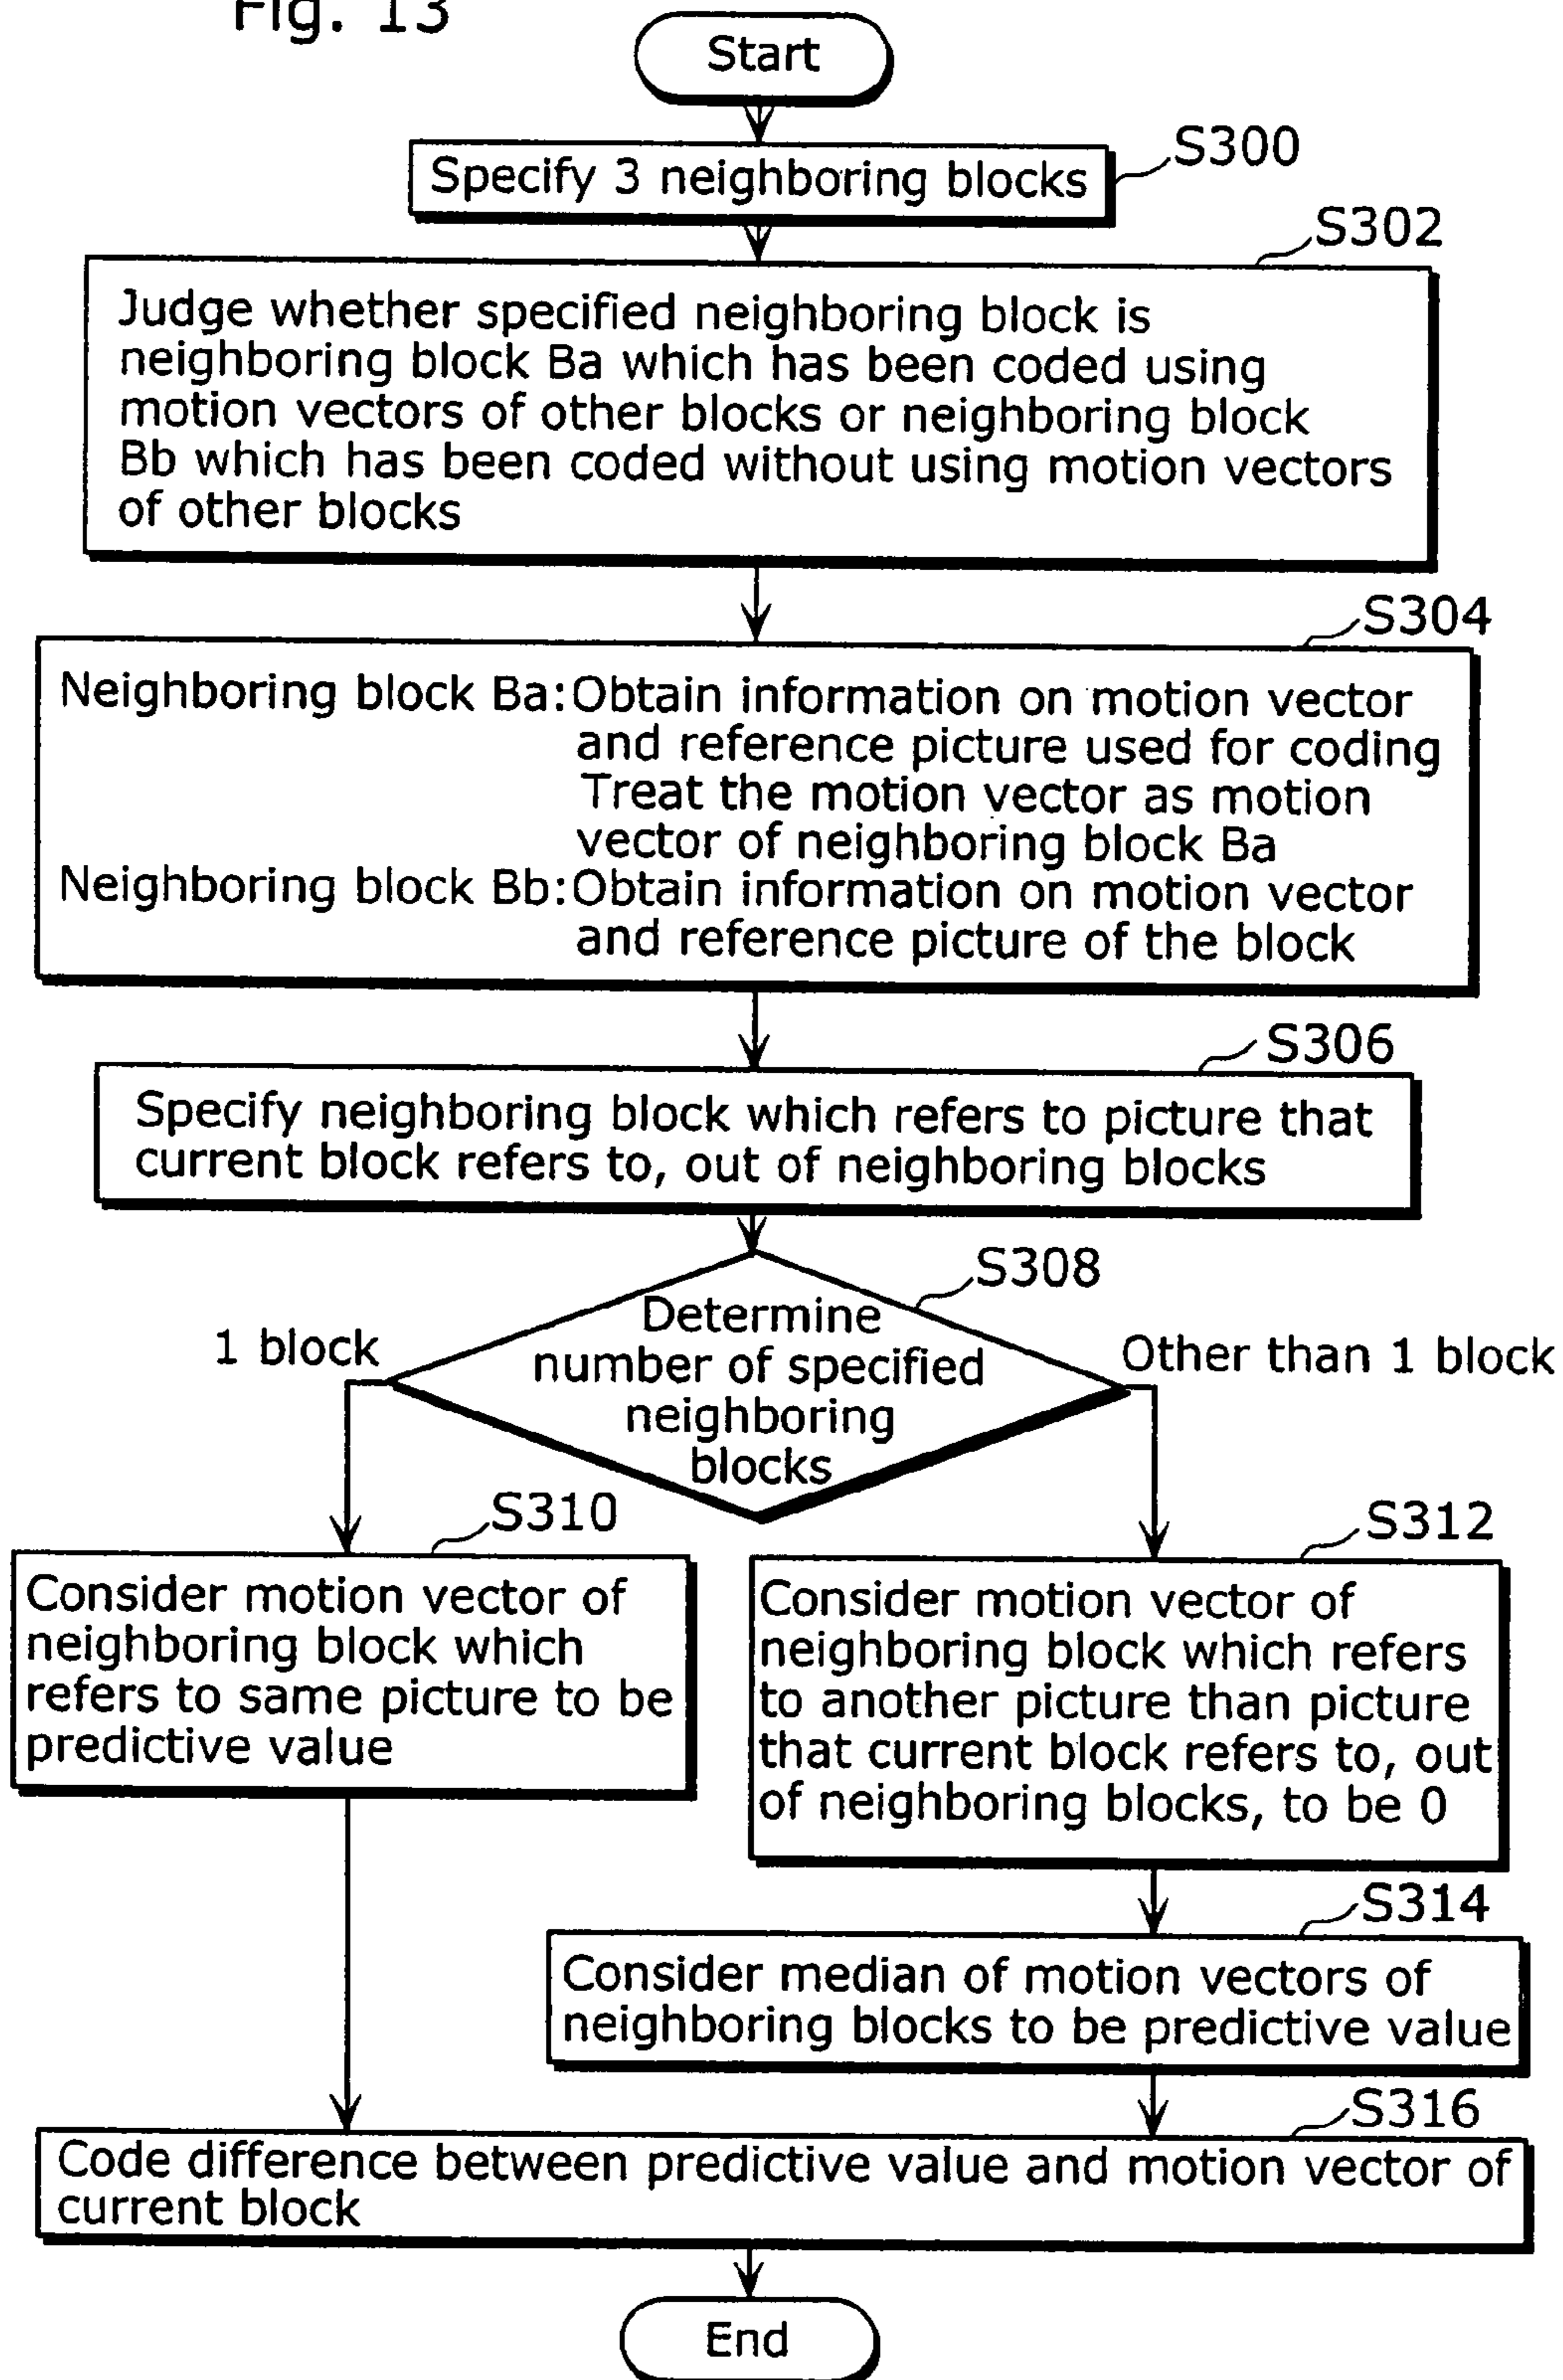 Fig. 13
Start
S300
Specify 3 neighboring blocks
S302
Judge whether specified neighboring block is
neighboring block Ba which has been coded using
motion vectors of other blocks or neighboring block
Bb which has been coded without using motion vectors
of other blocks
S304
Neighboring block Ba:Obtain information on motion vector
and reference picture used for coding
Treat the motion vector as motion
vector of neighboring block Ba
Neighboring block Bb:Obtain information on motion vector
and reference picture of the block
S306
Specify neighboring block which refers to picture that
current block refers to, out of neighboring blocks
S308
Determine
number of specified
neighboring
blocks
1 block
Other than 1 block
S310
Consider motion vector of
neighboring block which
refers to same picture to be
predictive value
S312
Consider motion vector of
neighboring block which refers
to another picture than picture
that current block refers to, out
of neighboring blocks, to be 0
S314
Consider median of motion vectors of
neighboring blocks to be predictive value
S316
Code difference between predictive value and motion vector of
current block
End